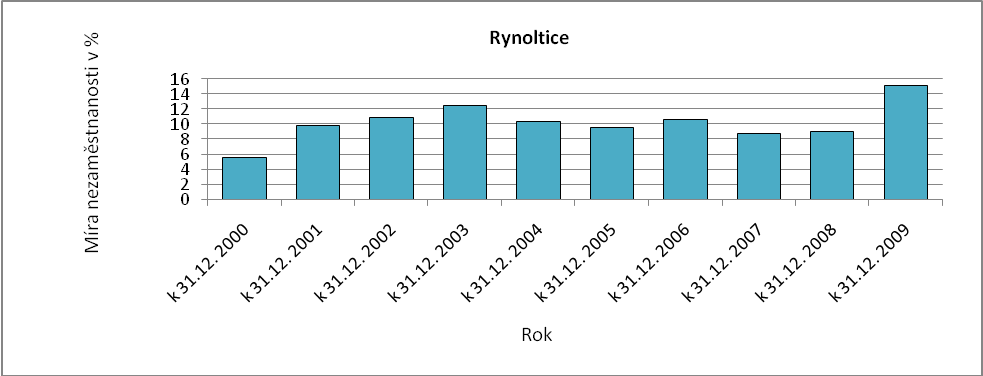 Rynoltice
Míra nezaměstnanosti v %
16
14
12
10
8
6
4
2
0
k 31.12. 2000
k 31.12. 2001
k 31.12. 2002
k 31.12. 2003
k 31.12. 2004
k 31.12. 2005
k 31.12. 2006
k 31.12. 2007
k 31.12. 2008
k 31.12. 2009
Rok